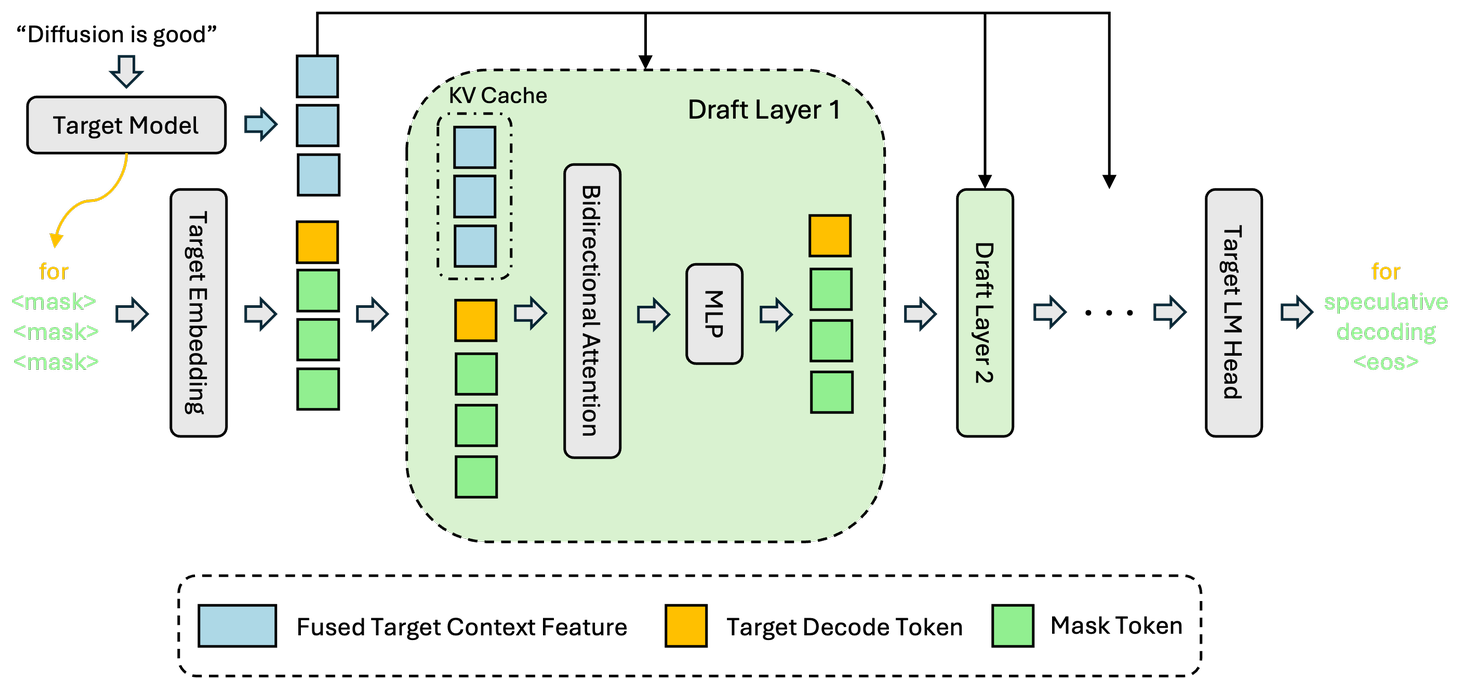 “Diffusion is good”
Target Model
for
<mask>
<mask>
<mask>
Target Embedding
KV Cache
Draft Layer 1
Bidirectional Attention
MLP
Draft Layer 2
. . .
Target LM Head
for
speculative
decoding
<eos>
Fused Target Context Feature
Target Decode Token
Mask Token